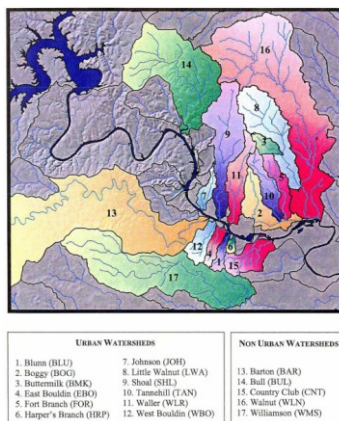 16
14
8
9
3
11
5
10
13
2
12
4
1
6
15
17
URBAN WATERSHEDS
1. Blunn (BLU)
2. Boggy (BOG)
3. Buttermilk (BMK)
4. East Bouldin (EBO)
5. Fort Branch (FOR)
6. Harper's Branch (HRP)
7. Johnson (JOH)
8. Little Walnut (LWA)
9. Shoal (SHL)
10. Tannehill (TAN)
11. Waller (WLR)
12. West Bouldin (WBO)
NON URBAN WATERSHEDS
13. Barton (BAR)
14. Bull (BUL)
15. Country Club (CNT)
16. Walnut (WLN)
17. Williamson (WMS)